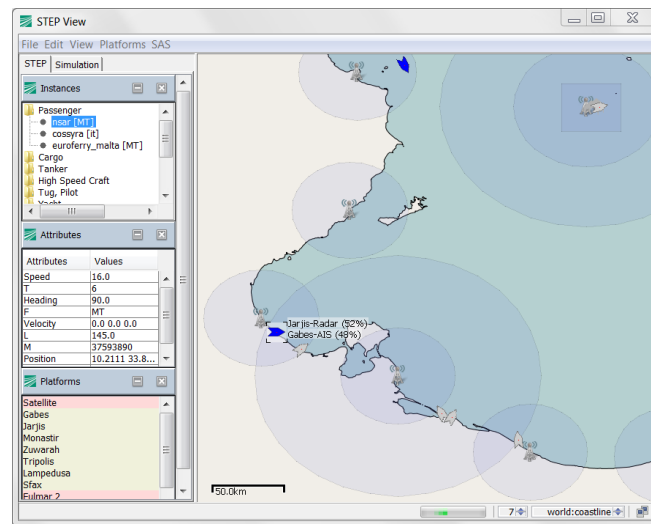 STEP View
File Edit View Platforms SAS
STEP Simulation
Instances
Passenger
nsar [MT]
cossyra [it]
euroferry_malta [MT]
Cargo
Tanker
High Speed Craft
Tug, Pilot
Yacht
Attributes
Attributes Values
Speed 16.0
T 6
Heading 90.0
F MT
Velocity 0.0 0.0 0.0
L 145.0
M 37593890
Position 10.2111 33.8...
Platforms
Satellite
Gabes
Jarjis
Monastir
Zuwarah
Tripolis
Lampedusa
Sfax
Fulmar 2
Jarjis-Radar (52%)
Gabes-AIS (48%)
50.0km
7 world:coastline